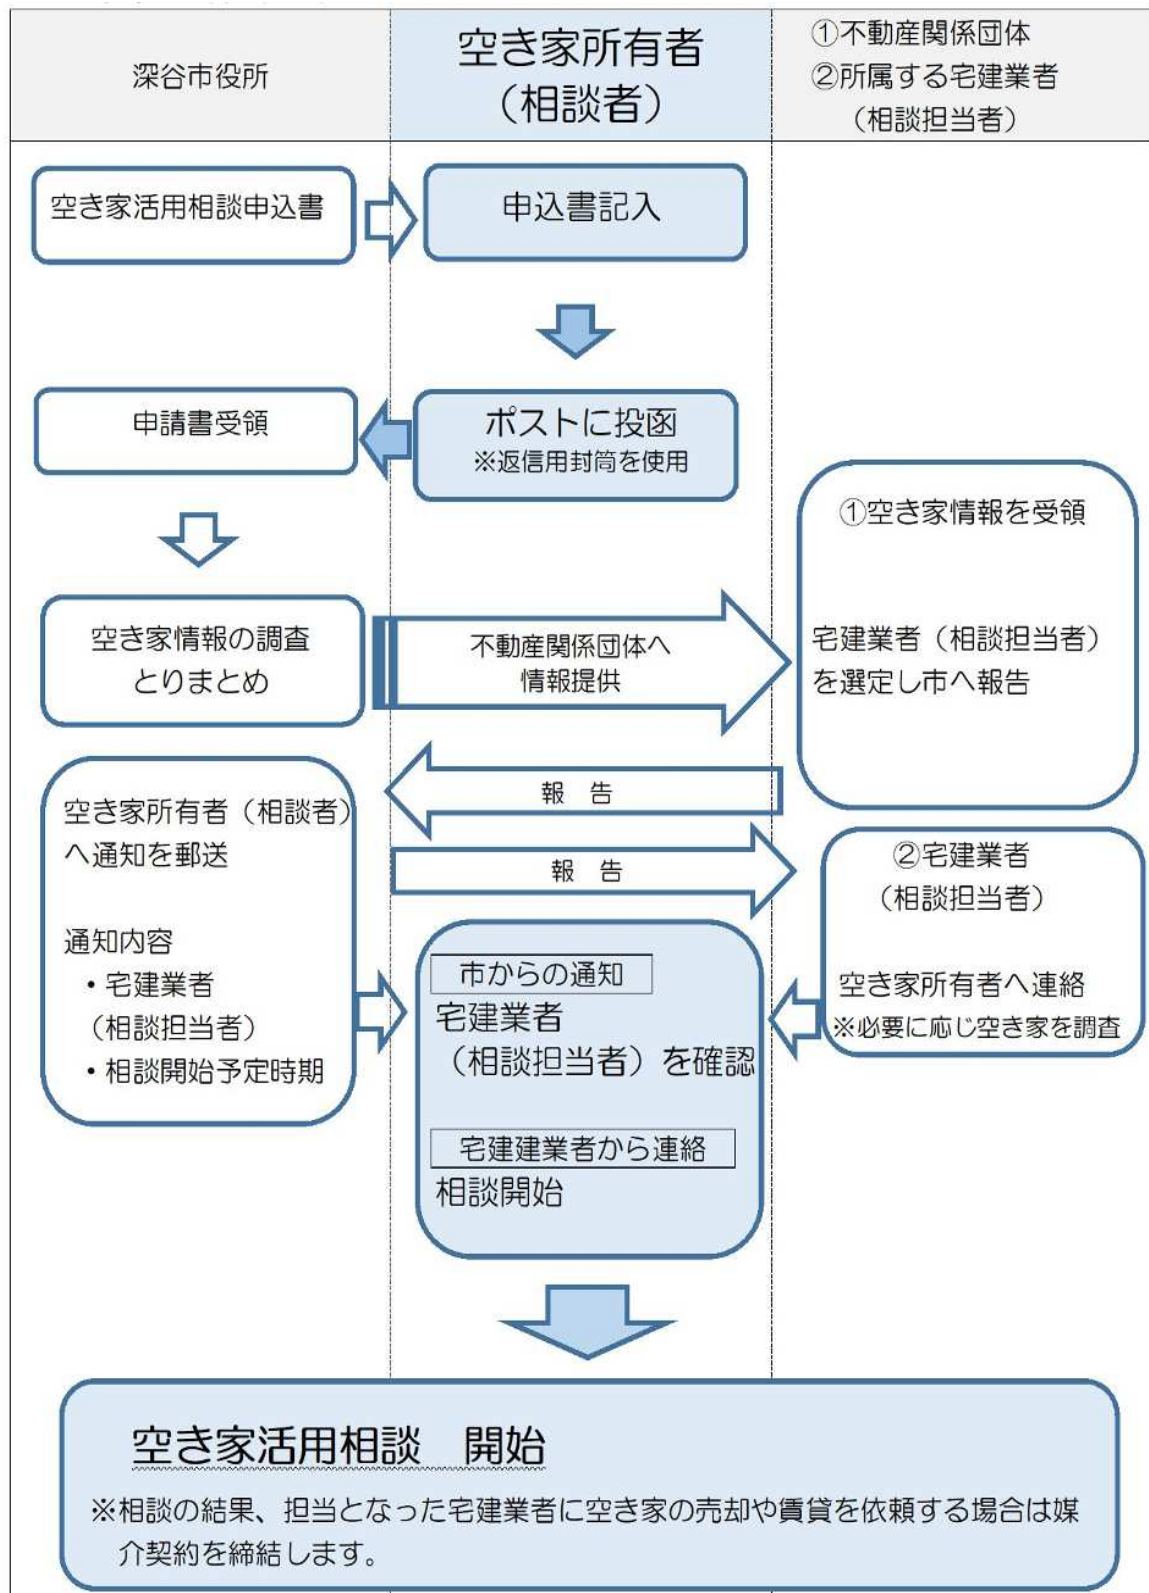 深谷市役所
空き家所有者
（相談者）
①不動産関係団体
②所属する宅建業者
（相談担当者）
空き家活用相談申込書
申込書記入
申請書受領
ポストに投函
※返信用封筒を使用
①空き家情報を受領
宅建業者（相談担当者）
を選定し市へ報告
空き家情報の調査
とりまとめ
不動産関係団体へ
情報提供
報　告
報　告
空き家所有者（相談者）
へ通知を郵送
通知内容
・宅建業者
（相談担当者）
・相談開始予定時期
②宅建業者
（相談担当者）
空き家所有者へ連絡
※必要に応じ空き家を調査
市からの通知
宅建業者
（相談担当者）を確認
宅建建業者から連絡
相談開始
空き家活用相談　開始
※相談の結果、担当となった宅建業者に空き家の売却や賃貸を依頼する場合は媒
介契約を締結します。